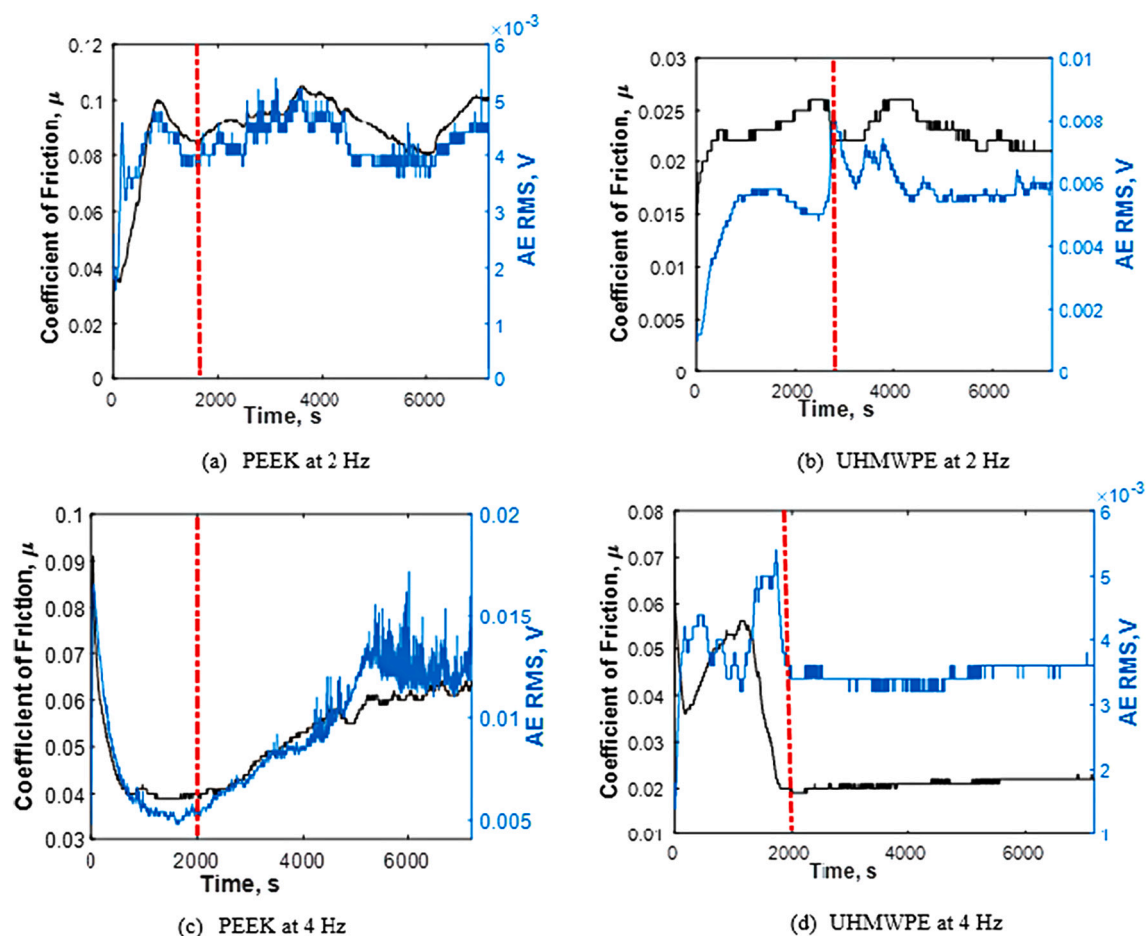 ×10⁻³
0.12
0.1
0.08
0.06
0.04
0.02
0
Coefficient of Friction, μ
6
5
4
3
2
1
0
AE RMS, V
0 2000 4000 6000
Time, s
(a) PEEK at 2 Hz
0.03
0.025
0.02
0.015
0.01
0.005
0
Coefficient of Friction, μ
0.01
0.008
0.006
0.004
0.002
0
AE RMS, V
0 2000 4000 6000
Time, s
(b) UHMWPE at 2 Hz
0.1
0.09
0.08
0.07
0.06
0.05
0.04
0.03
Coefficient of Friction, μ
0.02
0.015
0.01
0.005
AE RMS, V
0 2000 4000 6000
Time, s
(c) PEEK at 4 Hz
×10⁻³
0.08
0.07
0.06
0.05
0.04
0.03
0.02
0.01
Coefficient of Friction, μ
6
5
4
3
2
1
AE RMS, V
0 2000 4000 6000
Time, s
(d) UHMWPE at 4 Hz